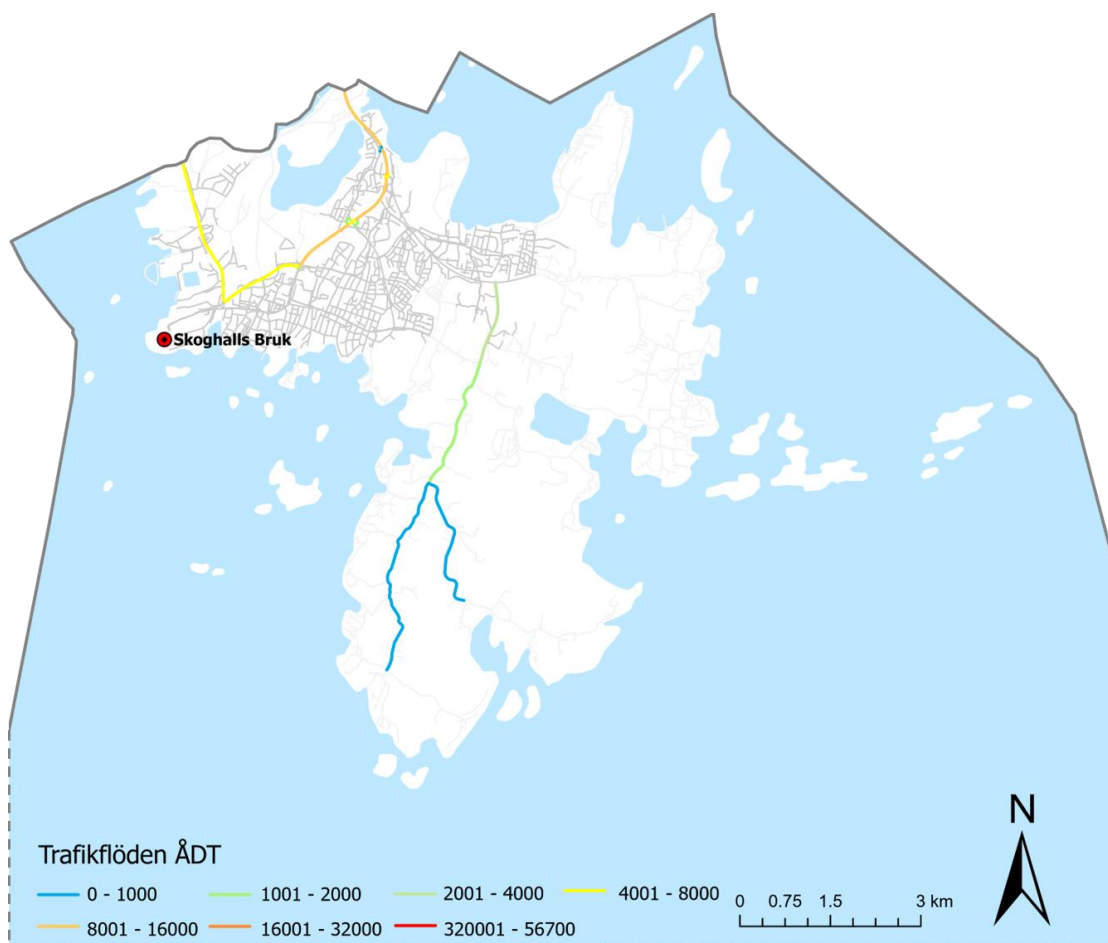 Skoghalls Bruk
N
Trafikflöden ÅDT
0 - 1000 1001 - 2000 2001 - 4000 4001 - 8000
8001 - 16000 16001 - 32000 320001 - 56700
0 0.75 1.5 3 km